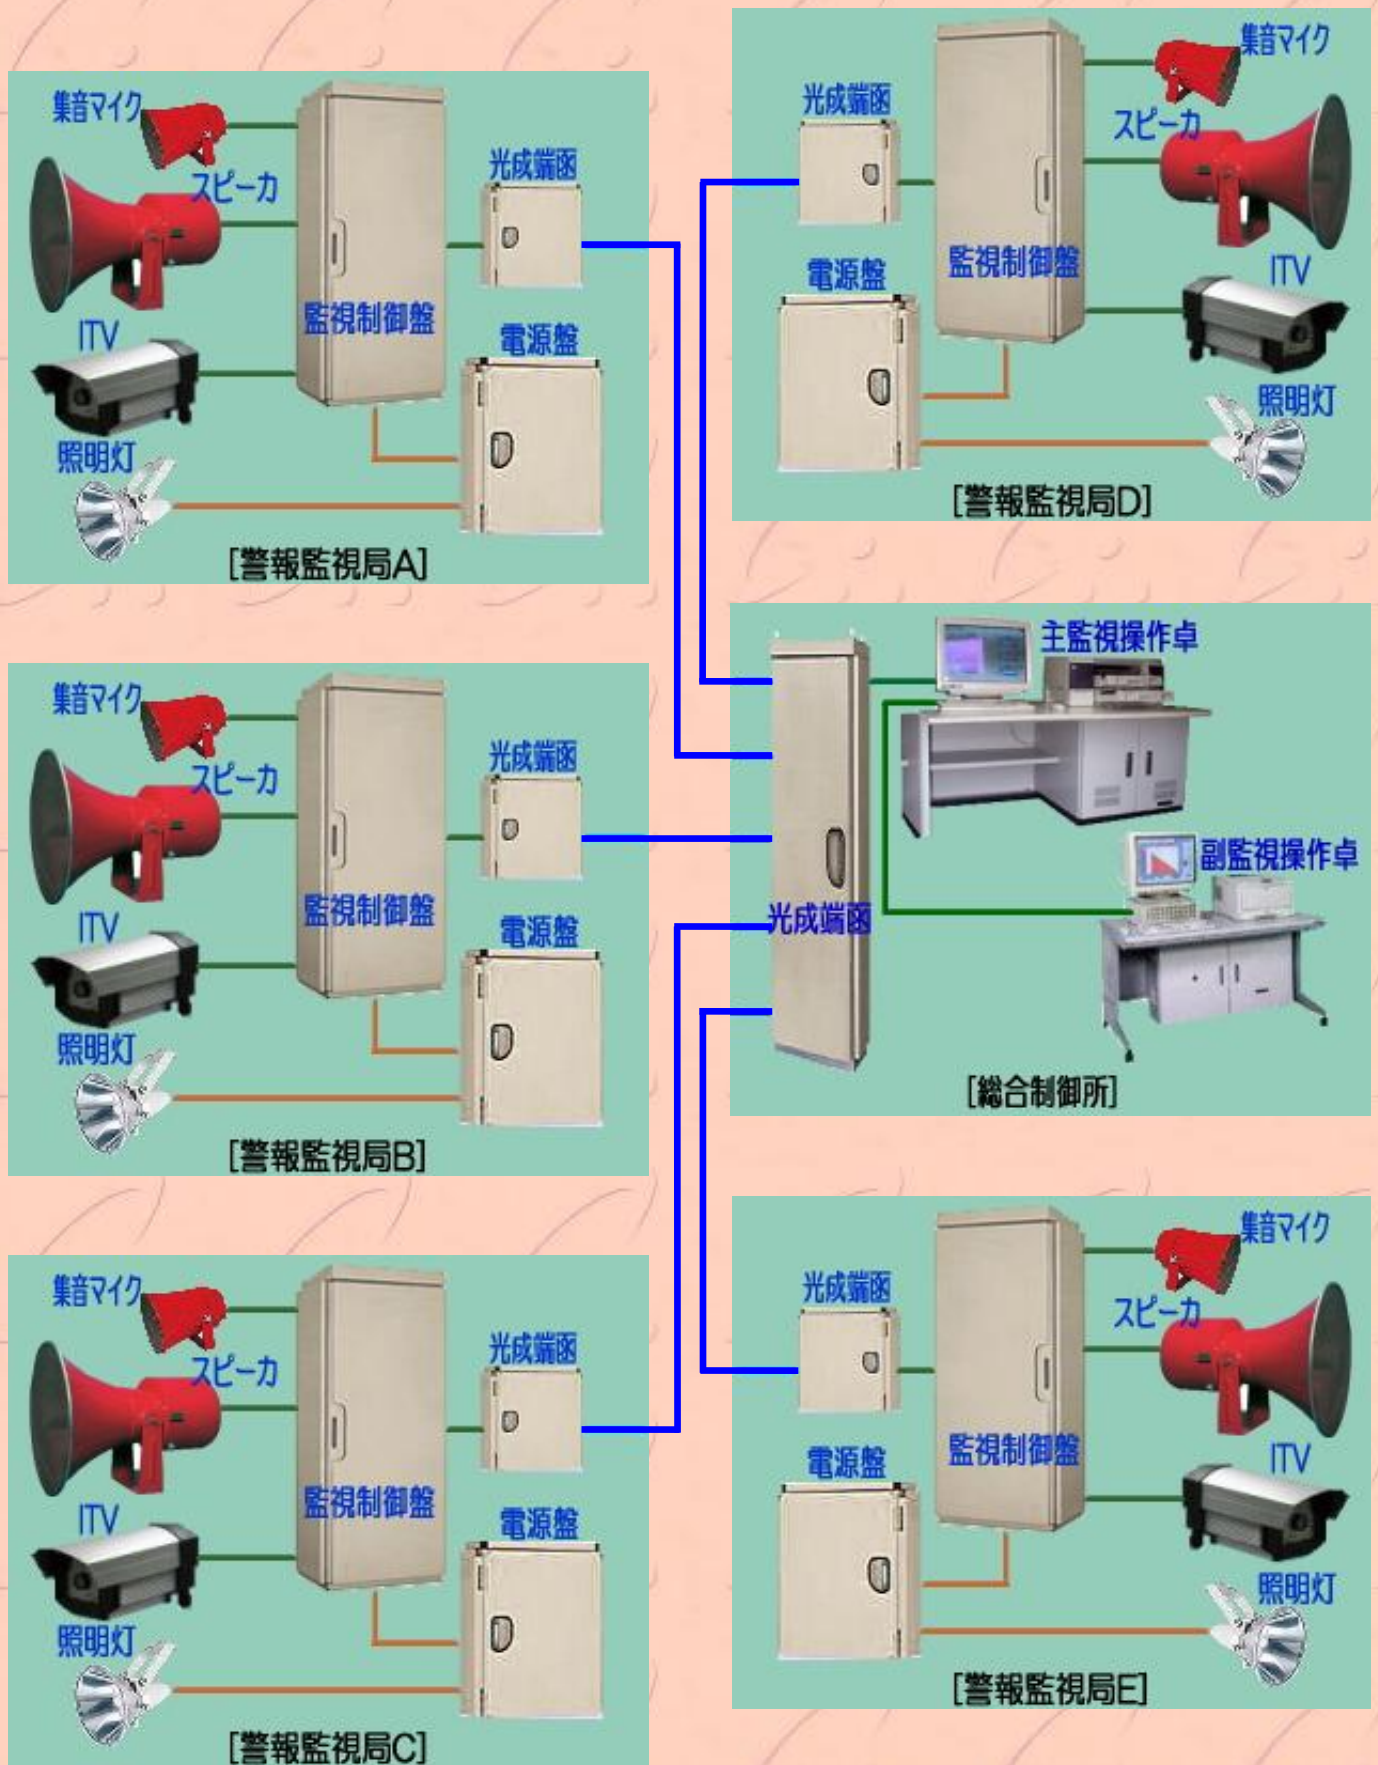 集音マイク
スピーカ
光成端函
監視制御盤
ITV
電源盤
照明灯
[警報監視局A]
集音マイク
スピーカ
光成端函
監視制御盤
ITV
電源盤
照明灯
[警報監視局B]
集音マイク
スピーカ
光成端函
監視制御盤
ITV
電源盤
照明灯
[警報監視局C]
集音マイク
光成端函
スピーカ
電源盤
監視制御盤
ITV
照明灯
[警報監視局D]
主監視操作卓
副監視操作卓
光成端函
[総合制御所]
集音マイク
光成端函
スピーカ
電源盤
監視制御盤
ITV
照明灯
[警報監視局E]